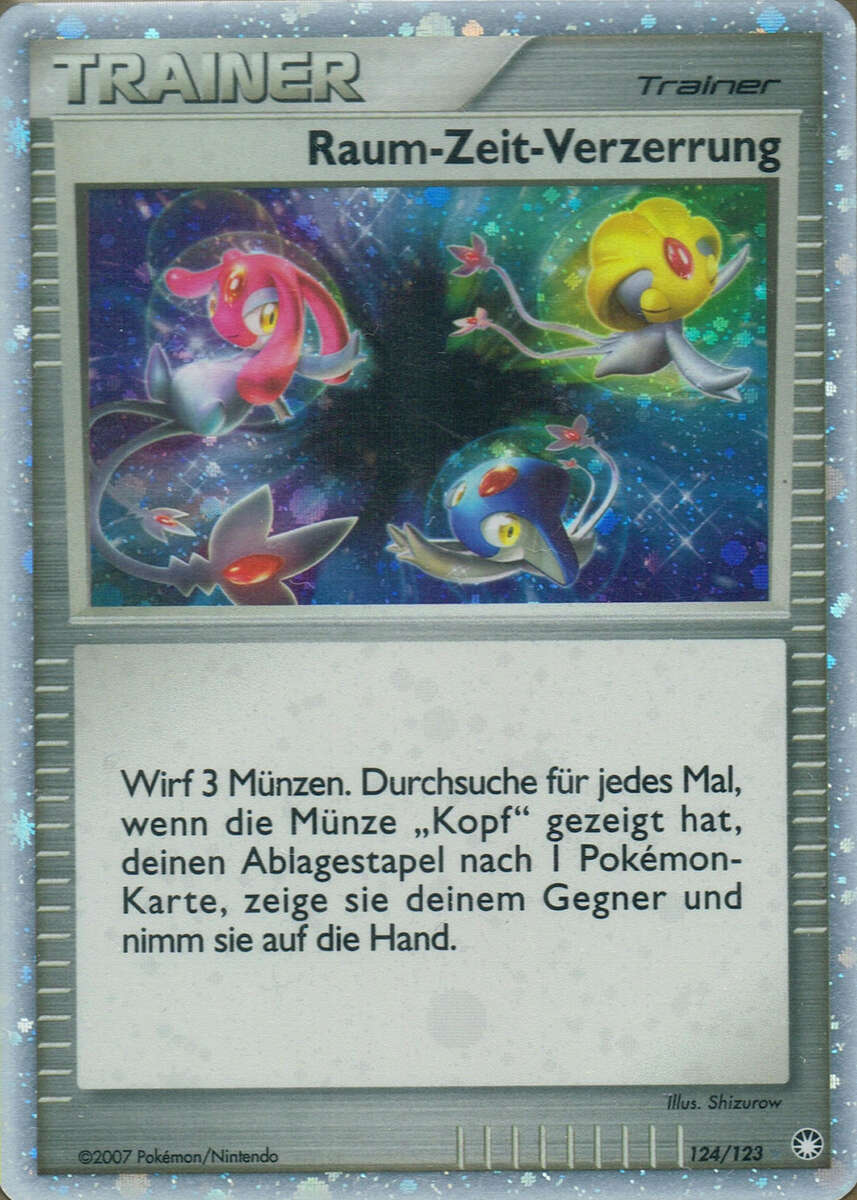 TRAINER
Trainer
Raum-Zeit-Verzerrung
Wirf 3 Münzen. Durchsuche für jedes Mal,
wenn die Münze „Kopf“ gezeigt hat,
deinen Ablagestapel nach 1 Pokémon-
Karte, zeige sie deinem Gegner und
nimm sie auf die Hand.
Illus. Shizurow
©2007 Pokémon/Nintendo
124/123